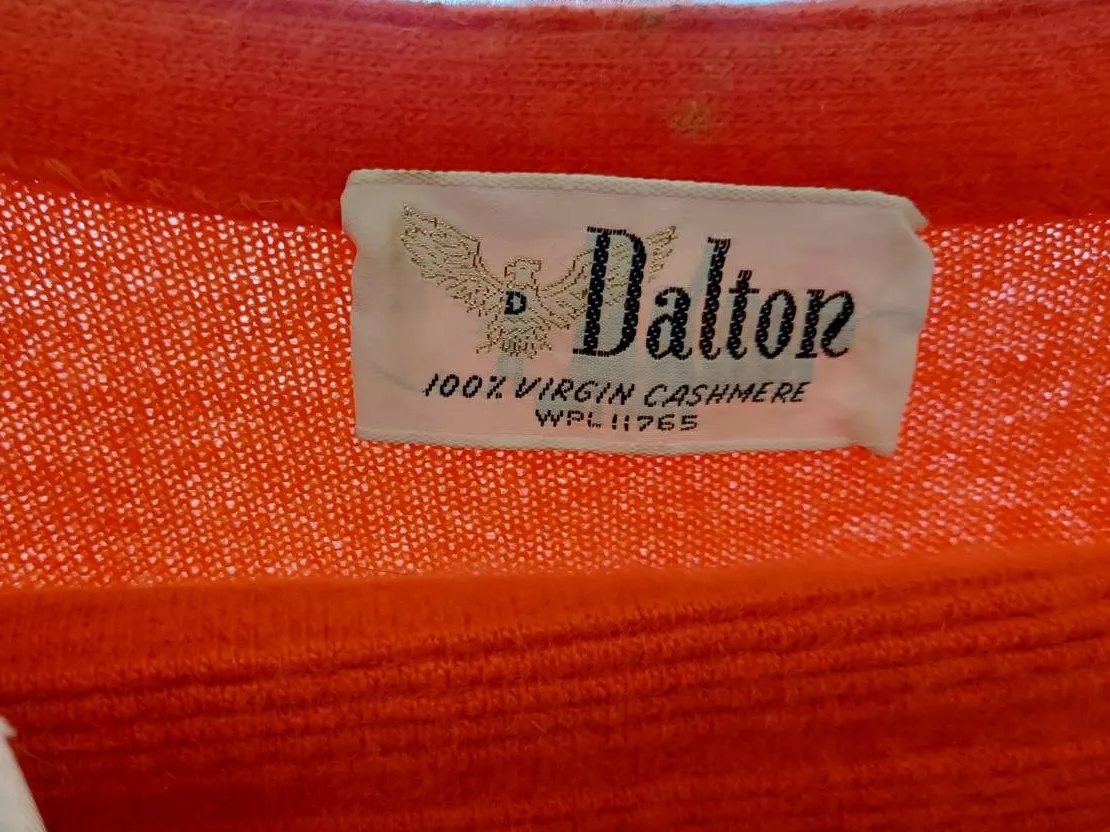 D
Dalton
100% VIRGIN CASHMERE
WPL 11765